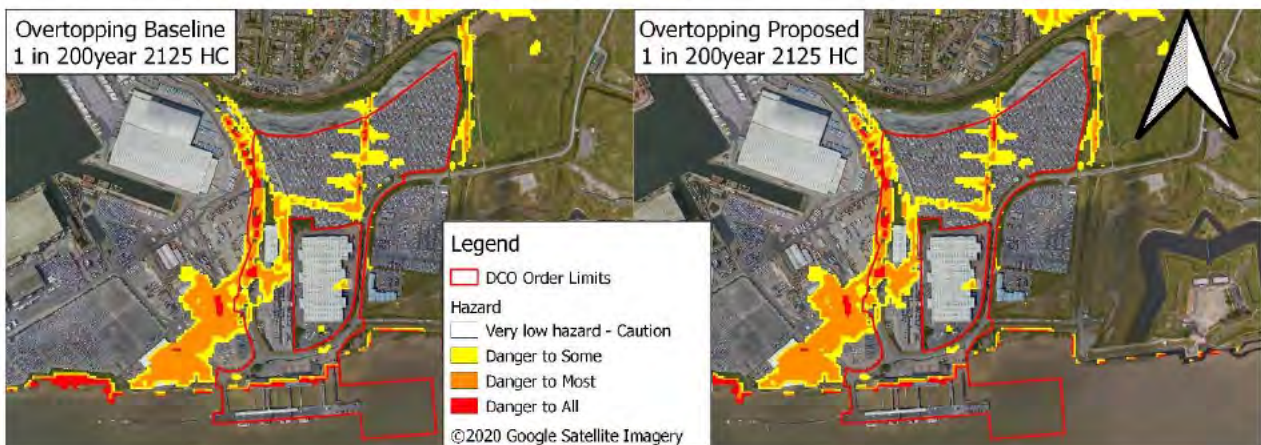 Overtopping Baseline
1 in 200year 2125 HC
Overtopping Proposed
1 in 200year 2125 HC
Legend
DCO Order Limits
Hazard
Very low hazard - Caution
Danger to Some
Danger to Most
Danger to All
©2020 Google Satellite Imagery